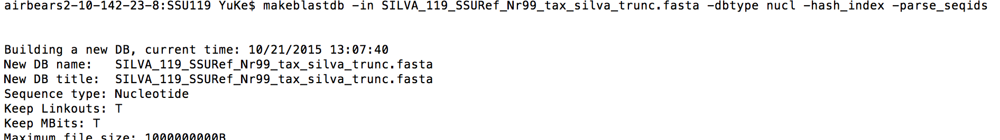 airbears2-10-142-23-8:SSU119 YuKe$ makeblastdb -in SILVA_119_SSURef_Nr99_tax_silva_trunc.fasta -dbtype nucl -hash_index -parse_seqids
Building a new DB, current time: 10/21/2015 13:07:40
New DB name:   SILVA_119_SSURef_Nr99_tax_silva_trunc.fasta
New DB title:  SILVA_119_SSURef_Nr99_tax_silva_trunc.fasta
Sequence type: Nucleotide
Keep Linkouts: T
Keep MBits: T
Maximum file size: 1000000000B